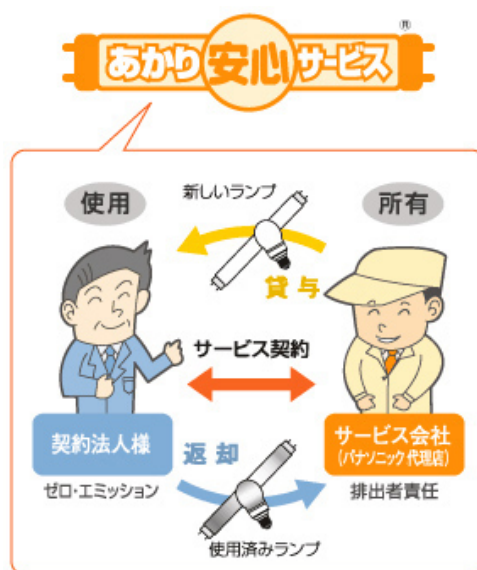 あかり安心サービス®
使用
所有
新しいランプ
貸与
サービス契約
契約法人様
サービス会社
(パナソニック代理店)
返却
ゼロ・エミッション
排出者責任
使用済みランプ